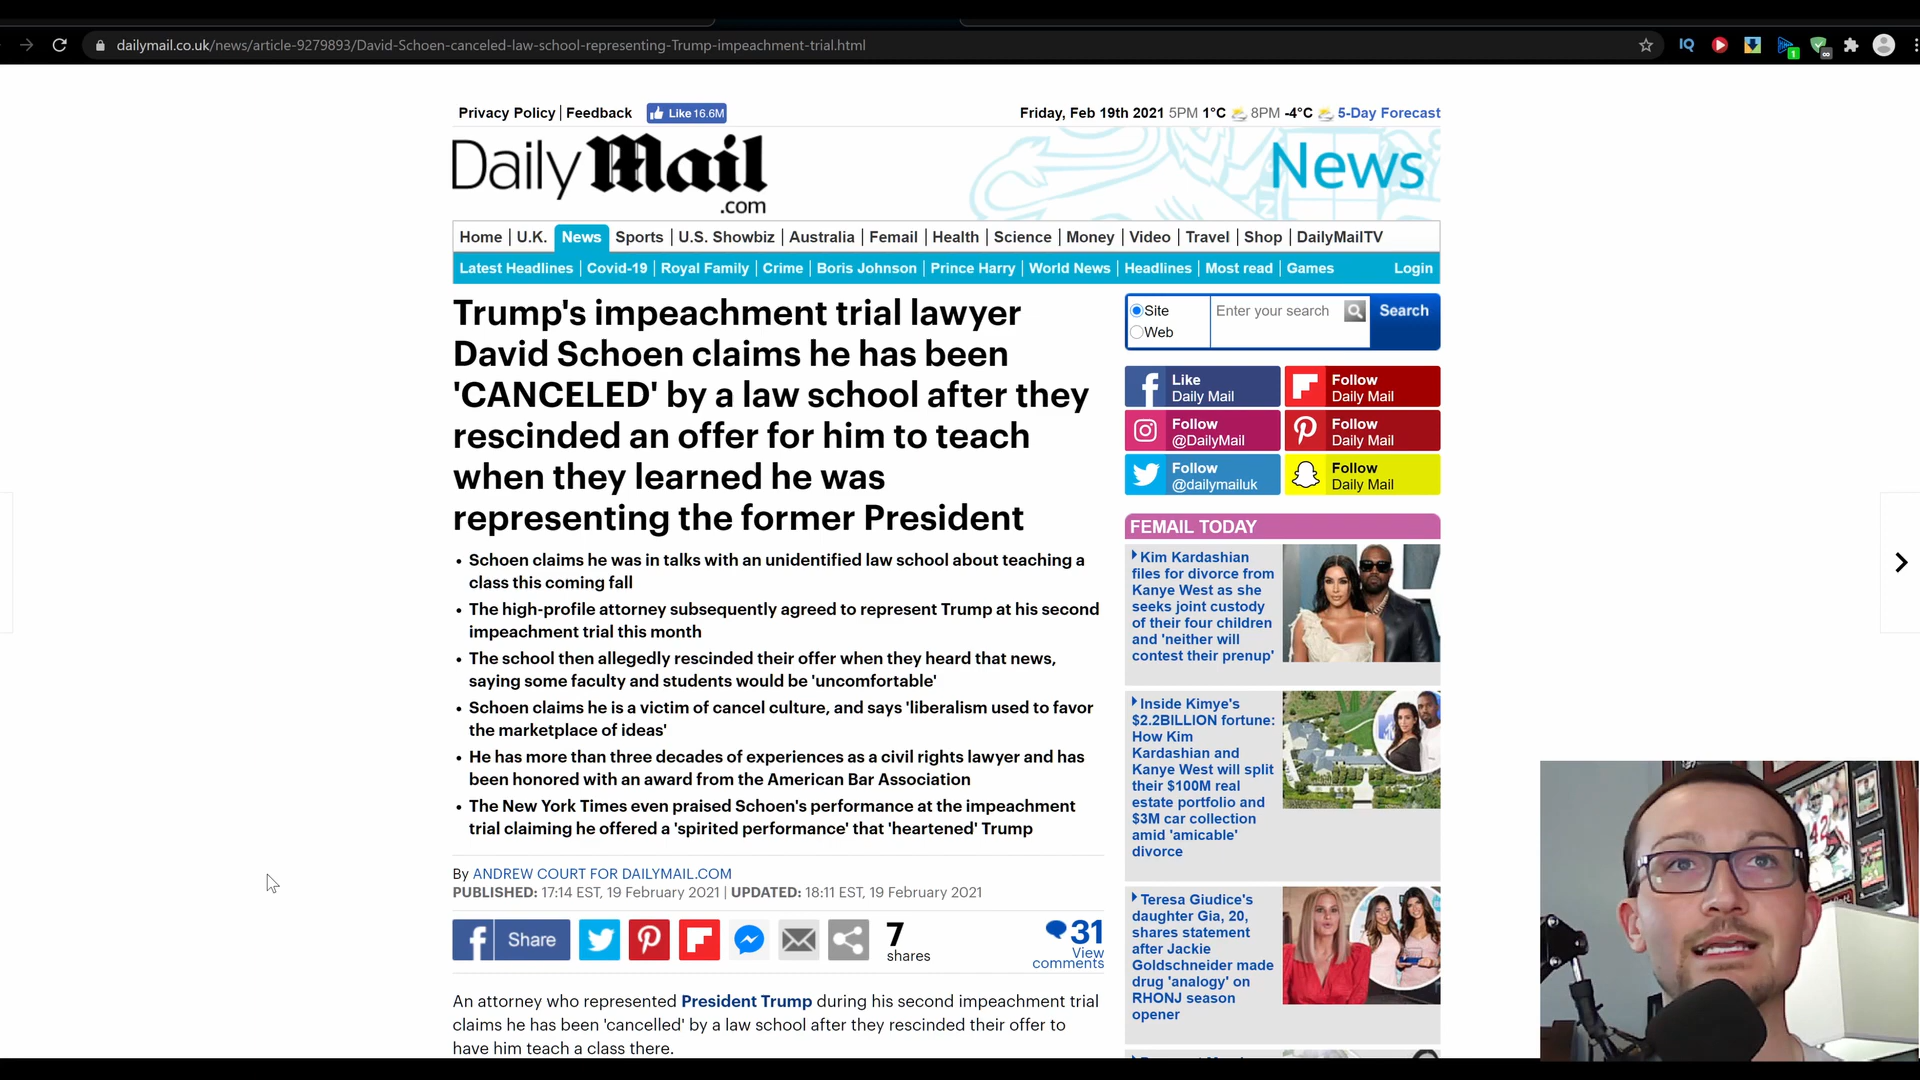 dailymail.co.uk/news/article-9279893/David-Schoen-canceled-law-school-representing-Trump-impeachment-trial.html
IQ
1
Privacy Policy | Feedback
Like 16.6M
Friday, Feb 19th 2021 5PM 1°C 8PM -4°C 5-Day Forecast
Daily Mail
.com
News
Home | U.K. News Sports | U.S. Showbiz | Australia | Femail | Health | Science | Money | Video | Travel | Shop | DailyMailTV
Latest Headlines | Covid-19 | Royal Family | Crime | Boris Johnson | Prince Harry | World News | Headlines | Most read | Games Login
Trump's impeachment trial lawyer
David Schoen claims he has been
'CANCELED' by a law school after they
rescinded an offer for him to teach
when they learned he was
representing the former President
• Schoen claims he was in talks with an unidentified law school about teaching a
class this coming fall
• The high-profile attorney subsequently agreed to represent Trump at his second
impeachment trial this month
• The school then allegedly rescinded their offer when they heard that news,
saying some faculty and students would be 'uncomfortable'
• Schoen claims he is a victim of cancel culture, and says 'liberalism used to favor
the marketplace of ideas'
• He has more than three decades of experiences as a civil rights lawyer and has
been honored with an award from the American Bar Association
• The New York Times even praised Schoen's performance at the impeachment
trial claiming he offered a 'spirited performance' that 'heartened' Trump
By ANDREW COURT FOR DAILYMAIL.COM
PUBLISHED: 17:14 EST, 19 February 2021 | UPDATED: 18:11 EST, 19 February 2021
Share
7
shares
31
View
comments
An attorney who represented President Trump during his second impeachment trial
claims he has been 'cancelled' by a law school after they rescinded their offer to
have him teach a class there.
Site
Web
Enter your search
Search
Like
Daily Mail
Follow
Daily Mail
Follow
@DailyMail
Follow
Daily Mail
Follow
@dailymailuk
Follow
Daily Mail
FEMAIL TODAY
Kim Kardashian
files for divorce from
Kanye West as she
seeks joint custody
of their four children
and 'neither will
contest their prenup'
Inside Kimye's
$2.2BILLION fortune:
How Kim
Kardashian and
Kanye West will split
their $100M real
estate portfolio and
$3M car collection
amid 'amicable'
divorce
Teresa Giudice's
daughter Gia, 20,
shares statement
after Jackie
Goldschneider made
drug 'analogy' on
RHONJ season
opener